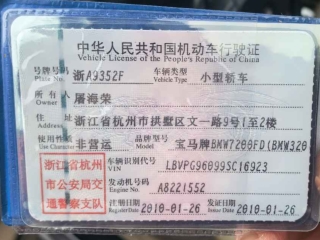 中华人民共和国机动车行驶证
Vehicle License of the People's Republic of China
号牌号码 浙A9352F 车辆类型 小型轿车
Plate No. Vehicle Type
所有人 屠海荣
Owner
住址 浙江省杭州市拱墅区文一路9号1至2楼
Address
使用性质 非营运 品牌型号 宝马牌BMW7200FD(BMW320
Use Character Model
浙江省杭州
市公安局交
通警察支队
车辆识别代号 LBVPG96099SC16923
VIN
发动机号码 A8221552
Engine No.
注册日期 2010-01-26 发证日期 2010-01-26
Register Date Issue Date